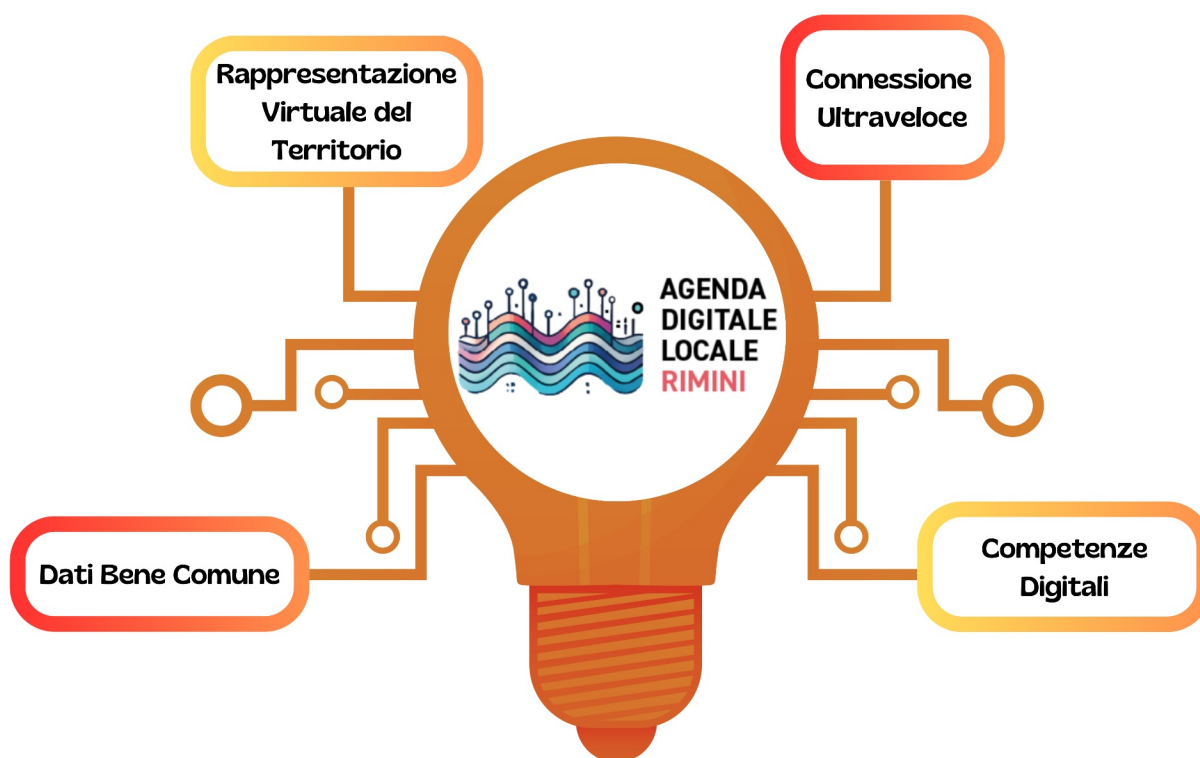 Rappresentazione
Virtuale del
Territorio
Connessione
Ultraveloce
AGENDA
DIGITALE
LOCALE
RIMINI
Dati Bene Comune
Competenze
Digitali